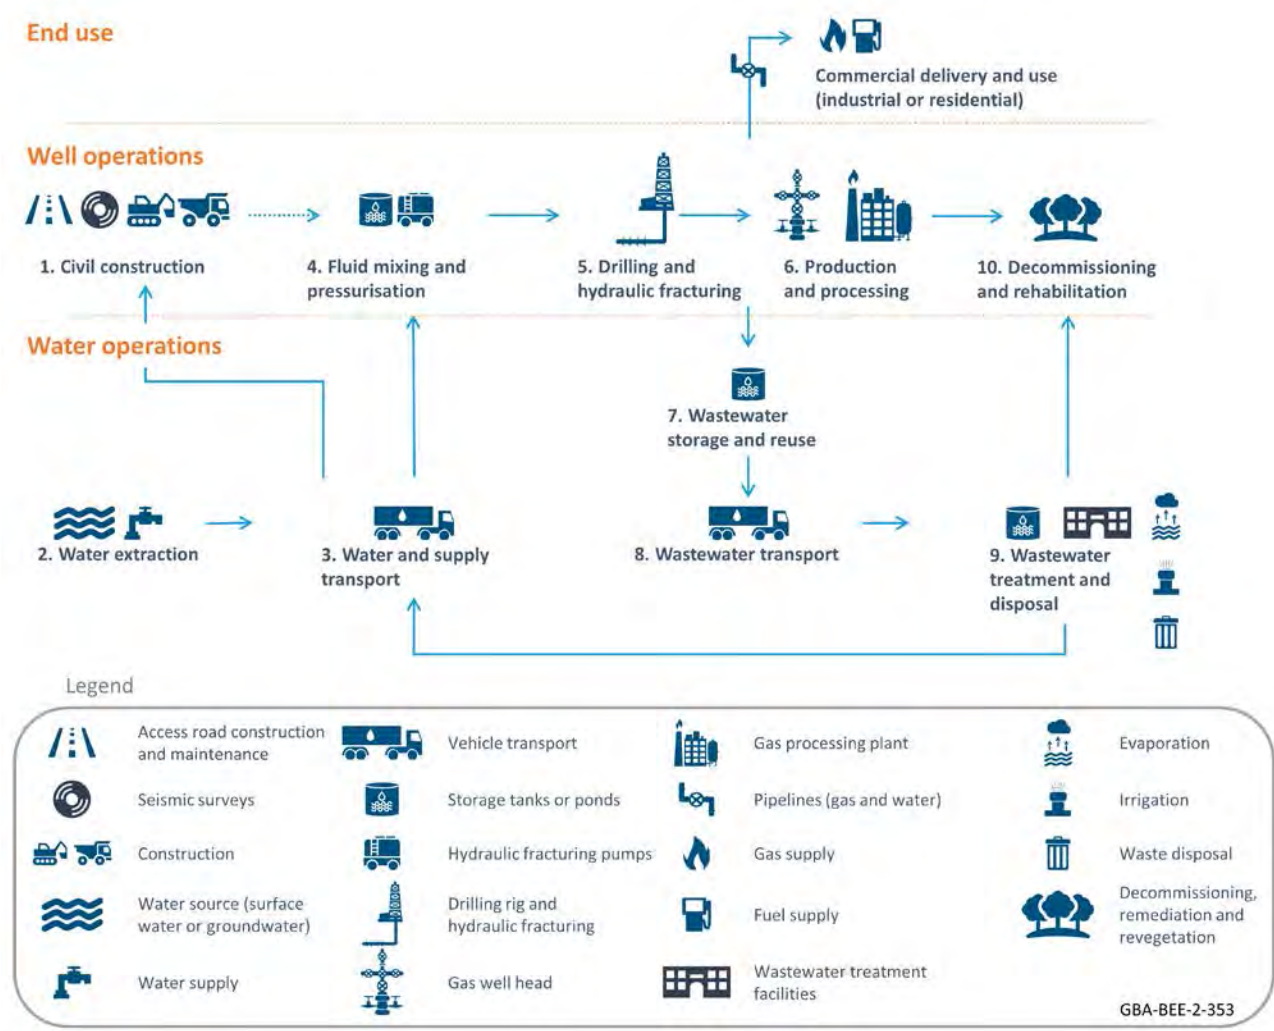 End use
Commercial delivery and use
(industrial or residential)
Well operations
1. Civil construction
4. Fluid mixing and
pressurisation
5. Drilling and
hydraulic fracturing
6. Production
and processing
10. Decommissioning
and rehabilitation
Water operations
7. Wastewater
storage and reuse
2. Water extraction
3. Water and supply
transport
8. Wastewater transport
9. Wastewater
treatment and
disposal
Legend
Access road construction
and maintenance
Seismic surveys
Construction
Water source (surface
water or groundwater)
Water supply
Vehicle transport
Storage tanks or ponds
Hydraulic fracturing pumps
Drilling rig and
hydraulic fracturing
Gas well head
Gas processing plant
Pipelines (gas and water)
Gas supply
Fuel supply
Wastewater treatment
facilities
Evaporation
Irrigation
Waste disposal
Decommissioning,
remediation and
revegetation
GBA-BEE-2-353